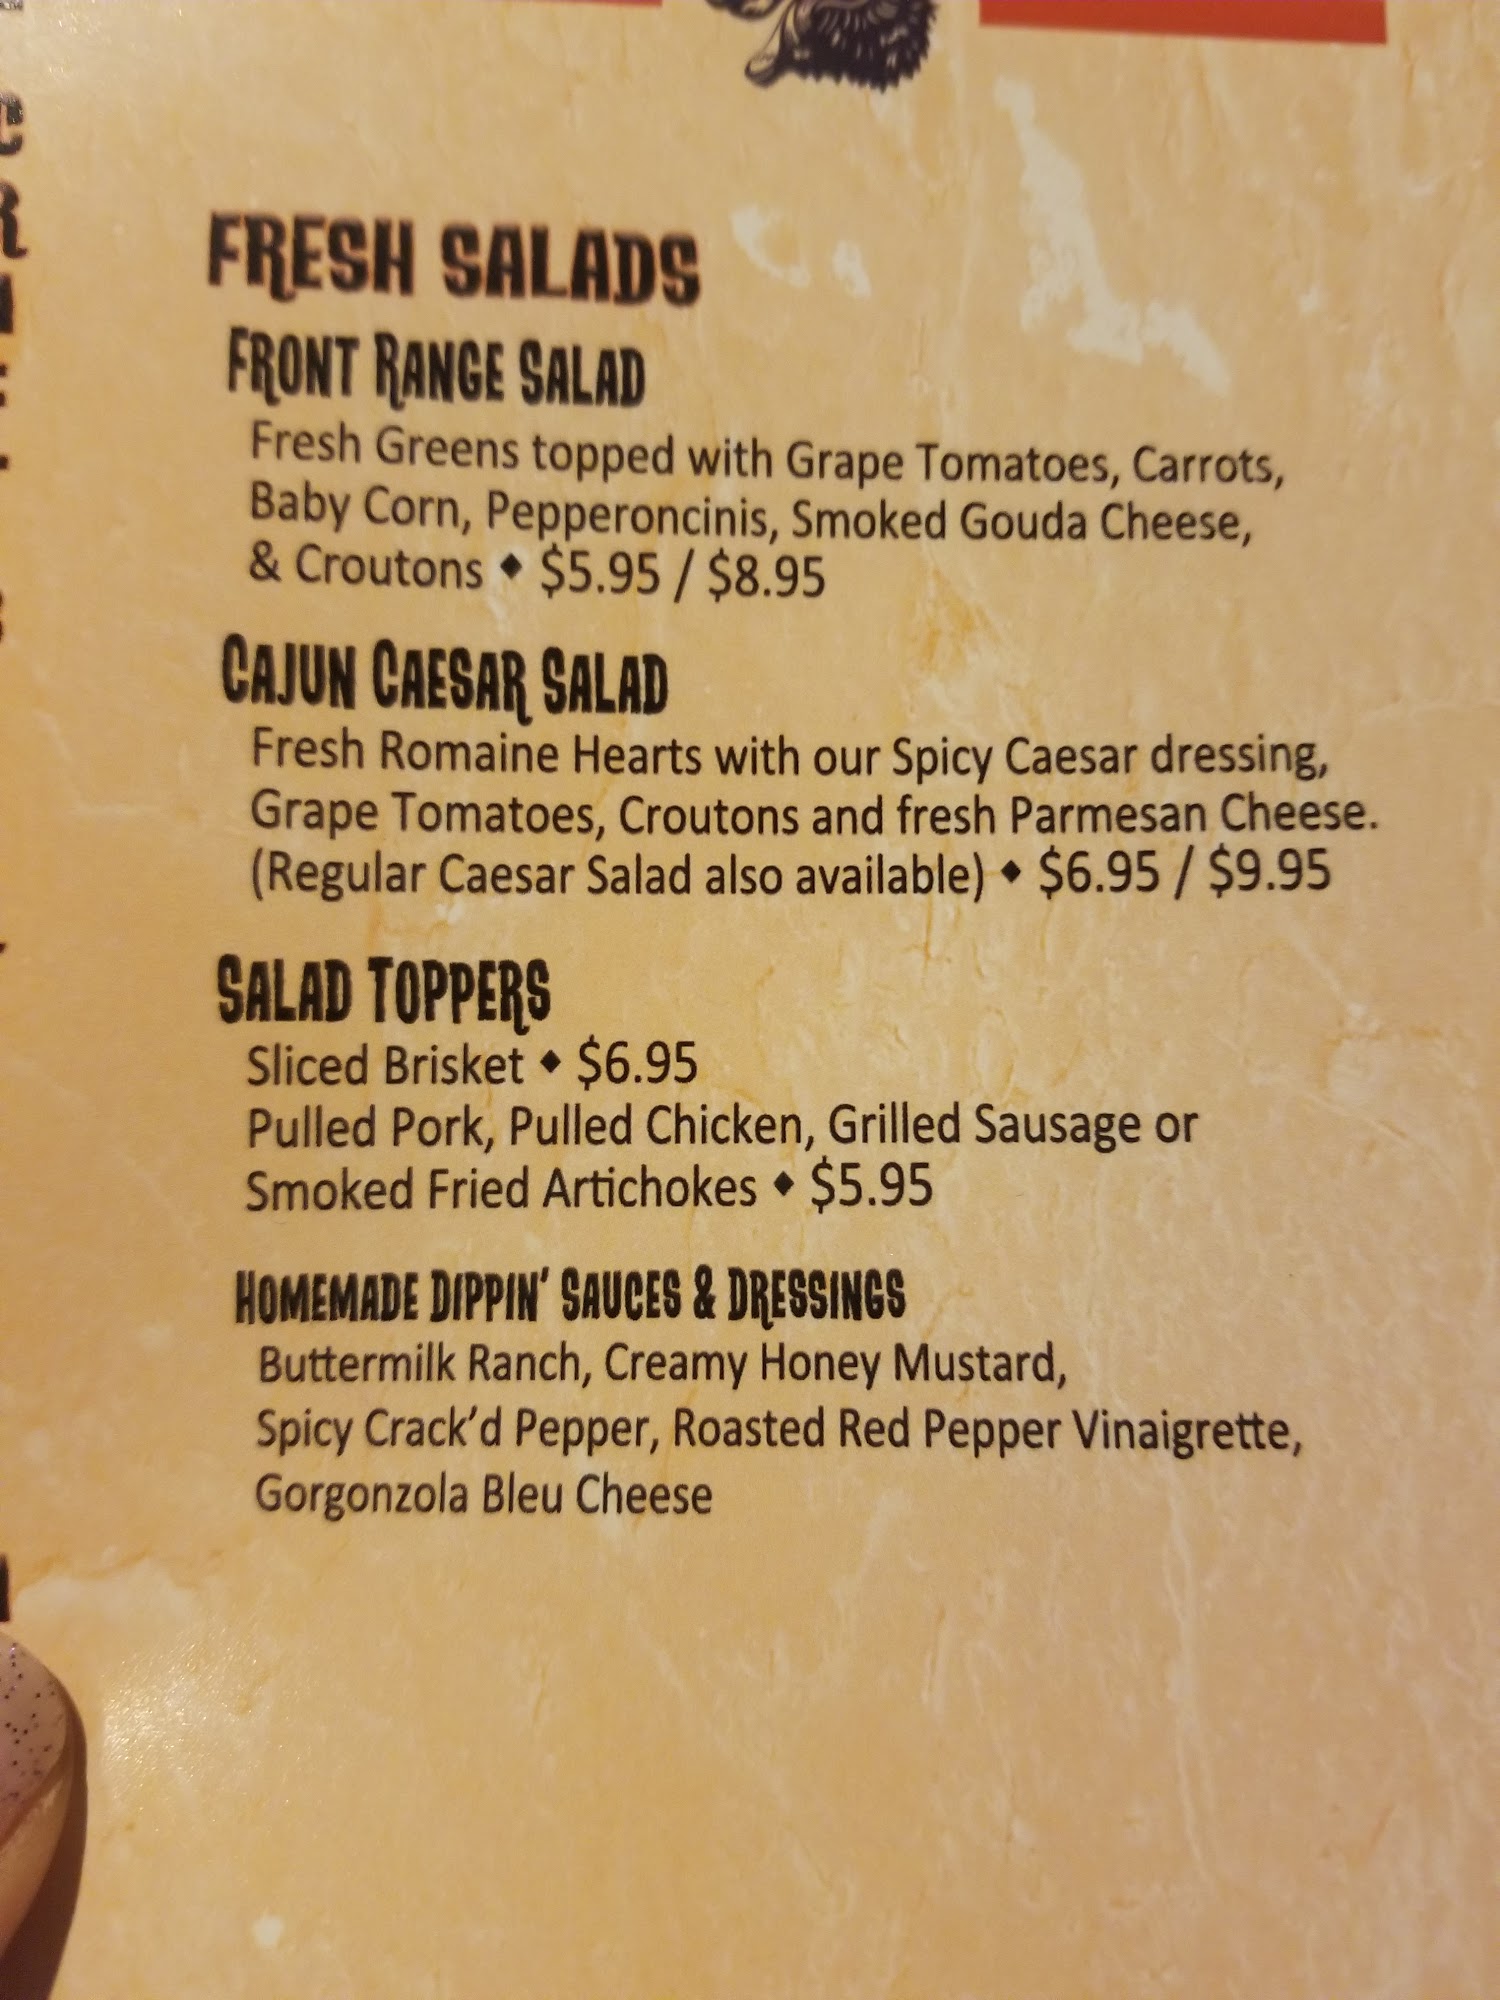 FRESH SALADS
FRONT RANGE SALAD
Fresh Greens topped with Grape Tomatoes, Carrots,
Baby Corn, Pepperoncinis, Smoked Gouda Cheese,
& Croutons ◆ $5.95 / $8.95
CAJUN CAESAR SALAD
Fresh Romaine Hearts with our Spicy Caesar dressing,
Grape Tomatoes, Croutons and fresh Parmesan Cheese.
(Regular Caesar Salad also available) ◆ $6.95 / $9.95
SALAD TOPPERS
Sliced Brisket ◆ $6.95
Pulled Pork, Pulled Chicken, Grilled Sausage or
Smoked Fried Artichokes ◆ $5.95
HOMEMADE DIPPIN' SAUCES & DRESSINGS
Buttermilk Ranch, Creamy Honey Mustard,
Spicy Crack'd Pepper, Roasted Red Pepper Vinaigrette,
Gorgonzola Bleu Cheese